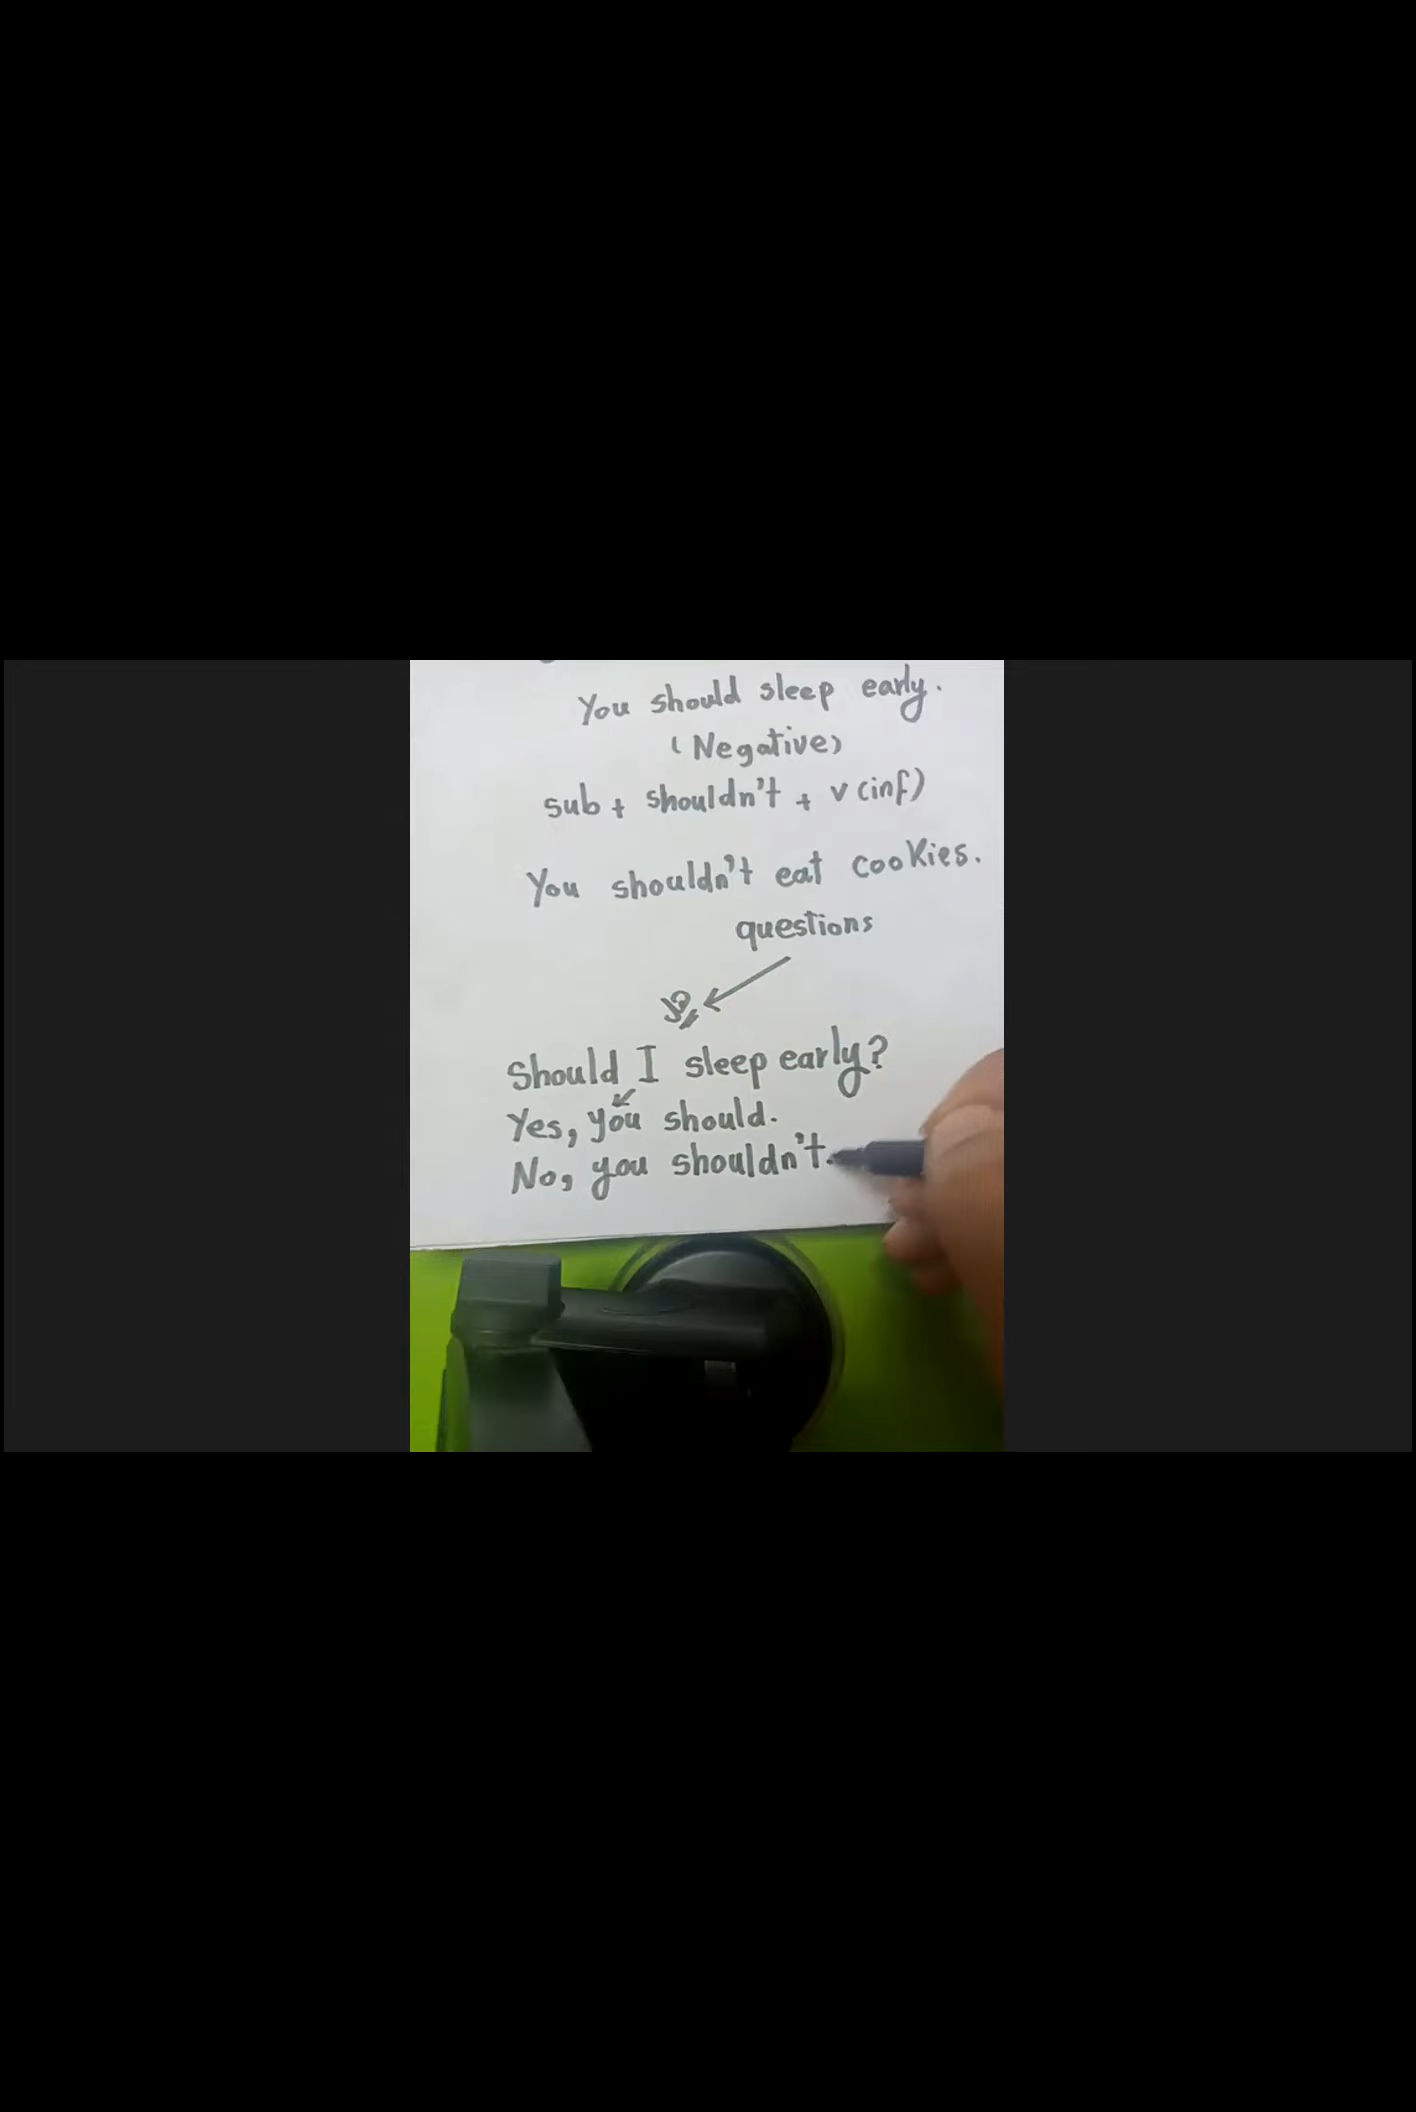 You should sleep early.
(Negative)
sub + shouldn't + v (inf)
You shouldn't eat cookies.
questions
هل
Should I sleep early?
Yes, you should.
No, you shouldn't.